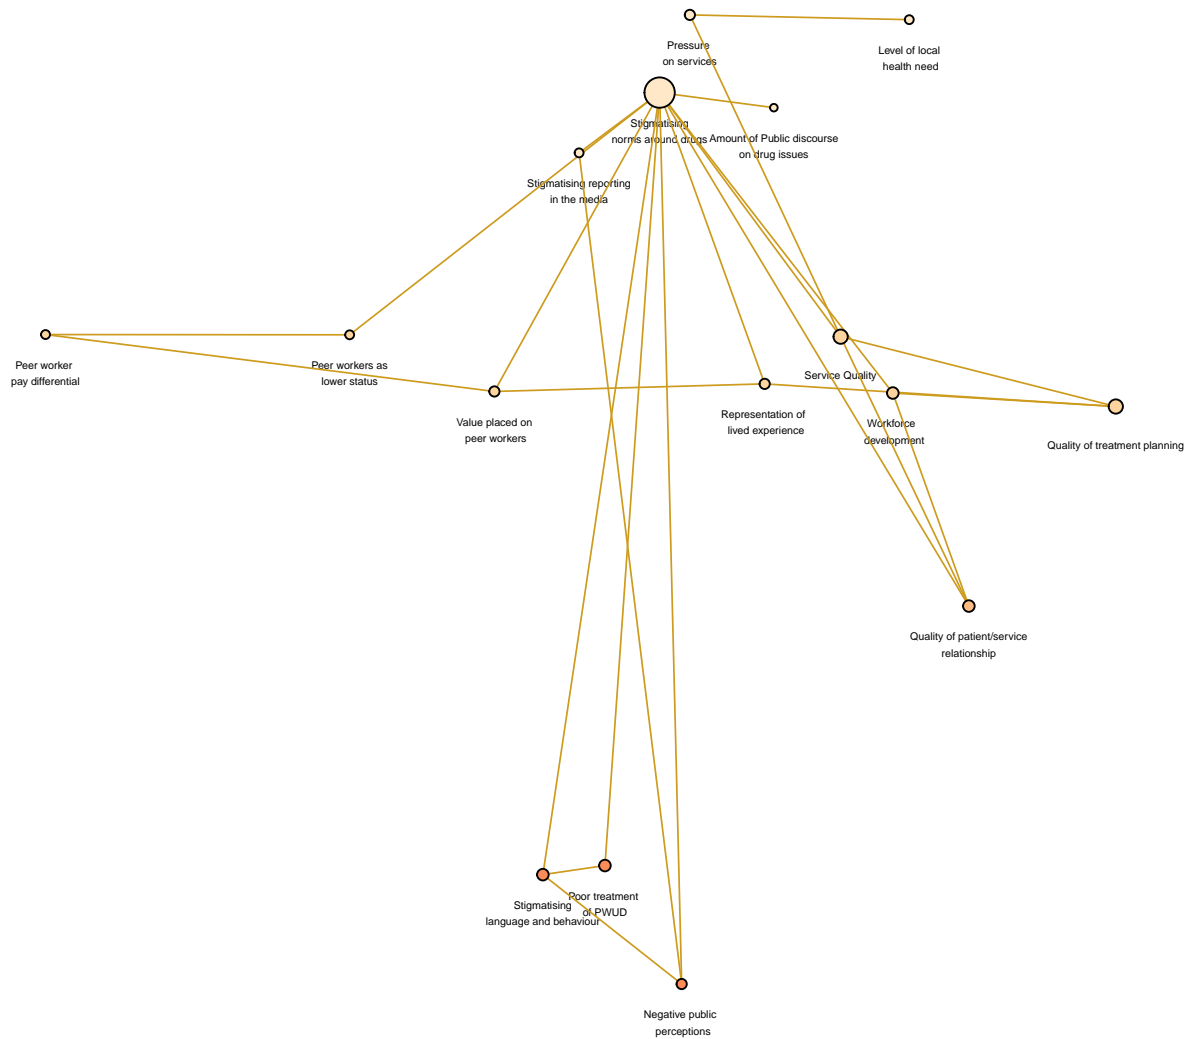 Pressure
on services
Level of local
health need
Stigmatising
norms around drugs
Amount of Public discourse
on drug issues
Stigmatising reporting
in the media
Peer worker
pay differential
Peer workers as
lower status
Service Quality
Value placed on
peer workers
Representation of
lived experience
Workforce
development
Quality of treatment planning
Quality of patient/service
relationship
Stigmatising
language and behaviour
Poor treatment
of PWUD
Negative public
perceptions